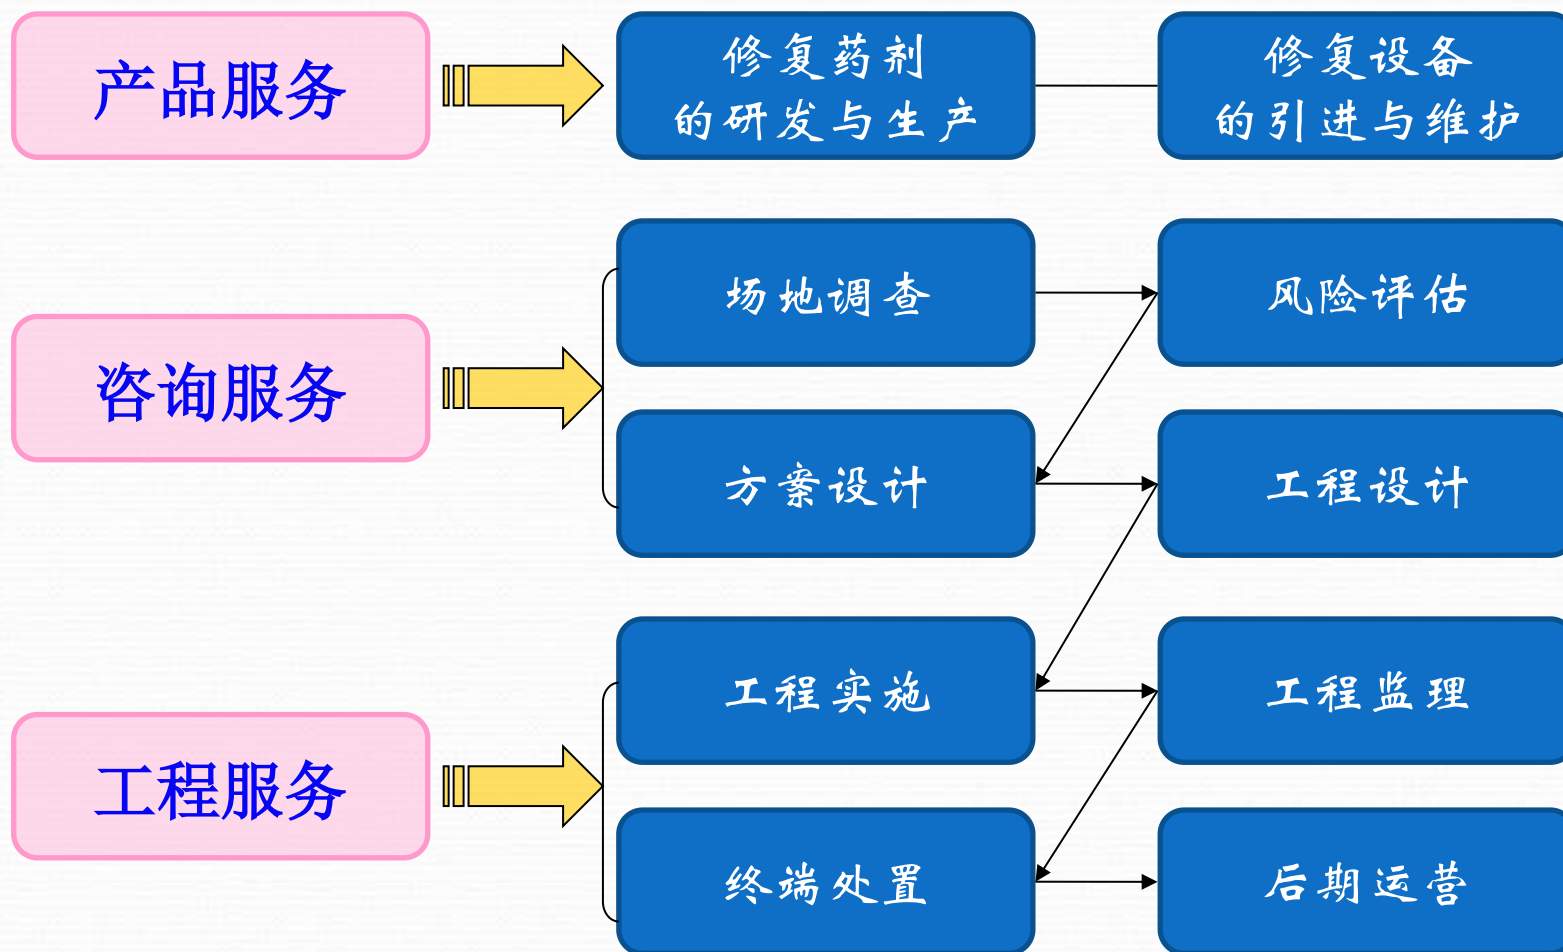 产品服务
修复药剂
的研发与生产
修复设备
的引进与维护
咨询服务
场地调查
风险评估
方案设计
工程设计
工程服务
工程实施
工程监理
终端处置
后期运营